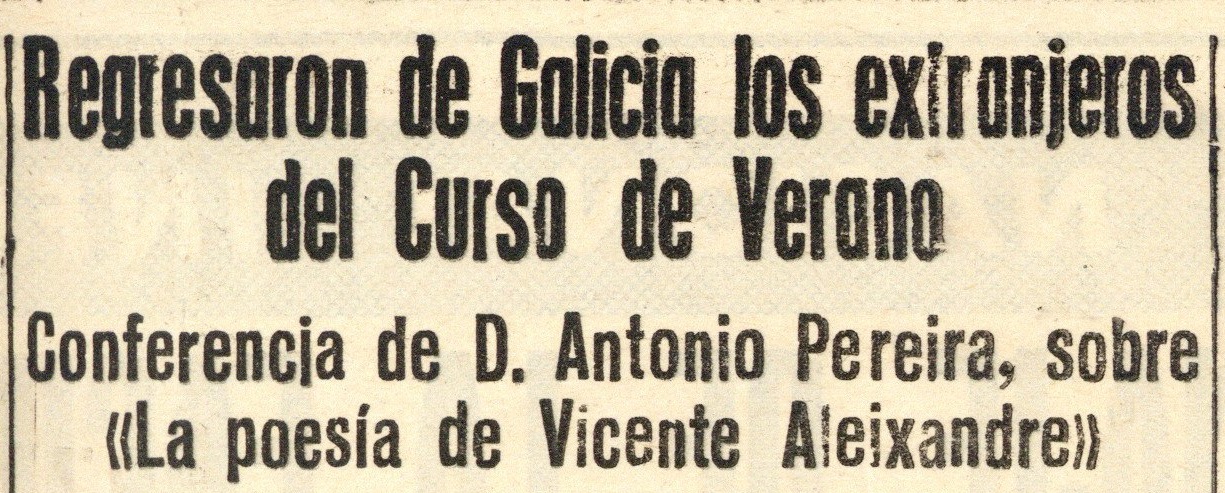 Regresaron de Galicia los extranjeros
del Curso de Verano
Conferencia de D. Antonio Pereira, sobre
«La poesía de Vicente Aleixandre»